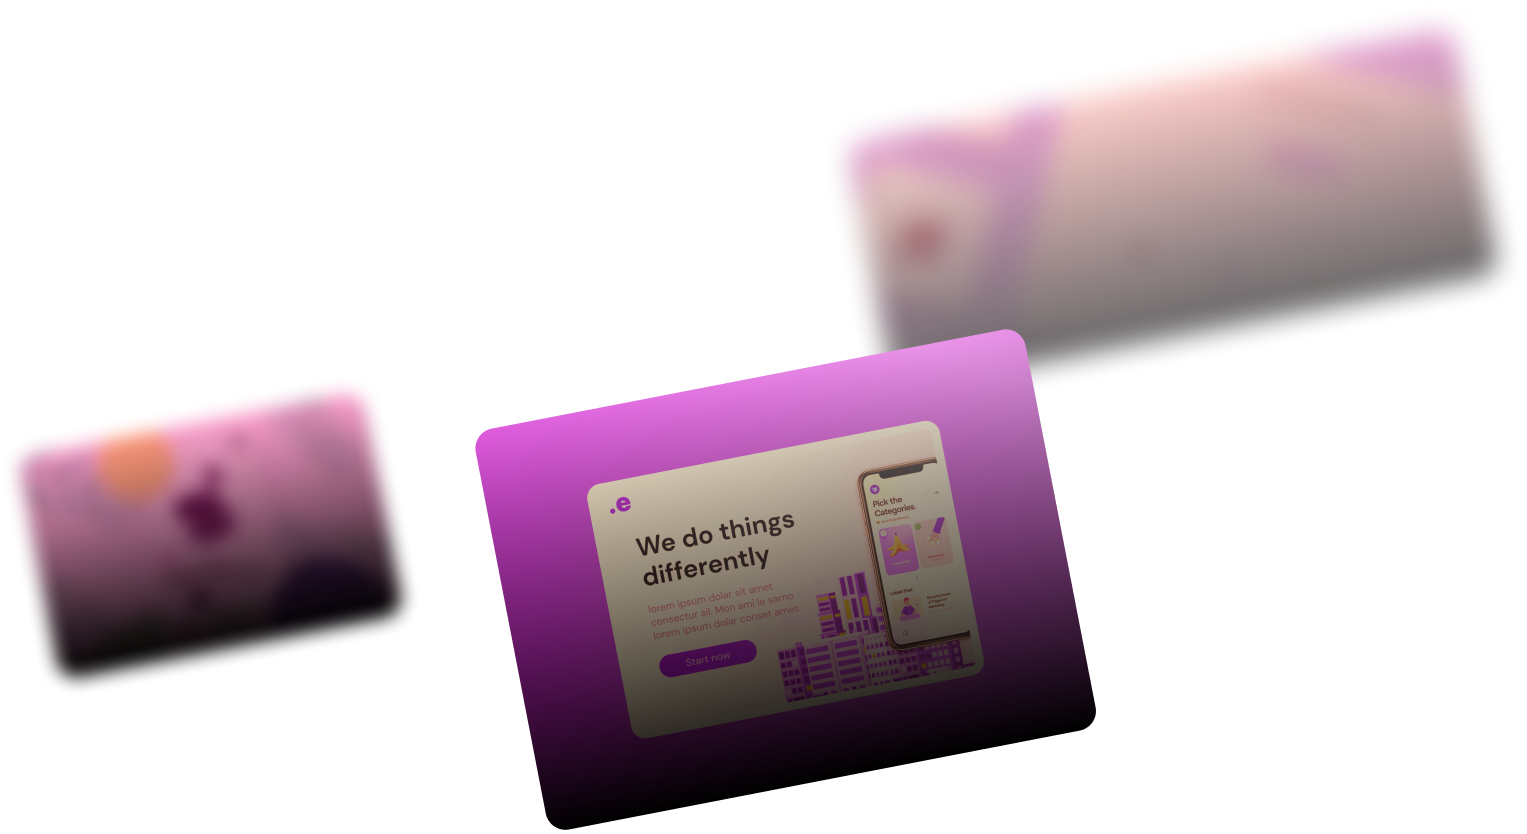 .e
We do things
differently
lorem ipsum dolar sit amet
consectur sil. Mon ami le samo
lorem ipsum dolar conset amet.
Start now
Pick the
Categories.
Latest Post